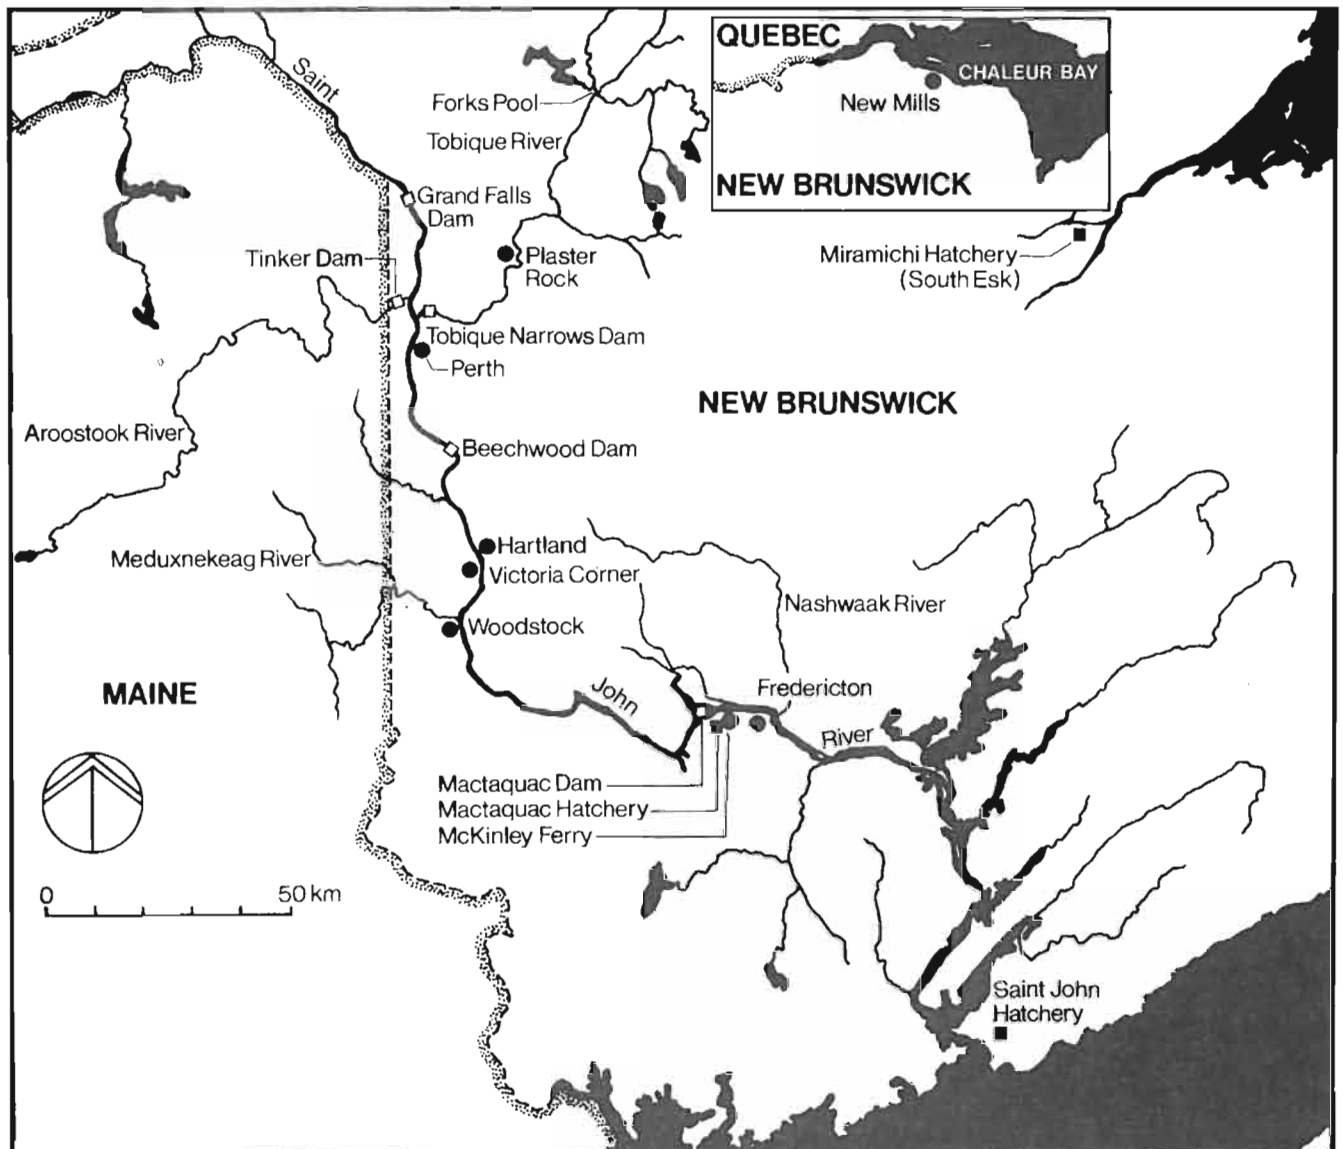 QUEBEC
CHALEUR BAY
New Mills
NEW BRUNSWICK
Saint
Forks Pool
Tobique River
Grand Falls
Dam
Tinker Dam
Plaster
Rock
Miramichi Hatchery
(South Esk)
Tobique Narrows Dam
Perth
NEW BRUNSWICK
Aroostook River
Beechwood Dam
Hartland
Meduxnekeag River
Victoria Corner
Nashwaak River
Woodstock
MAINE
John
Fredericton
River
Mactaquac Dam
Mactaquac Hatchery
McKinley Ferry
0 50 km
Saint John
Hatchery